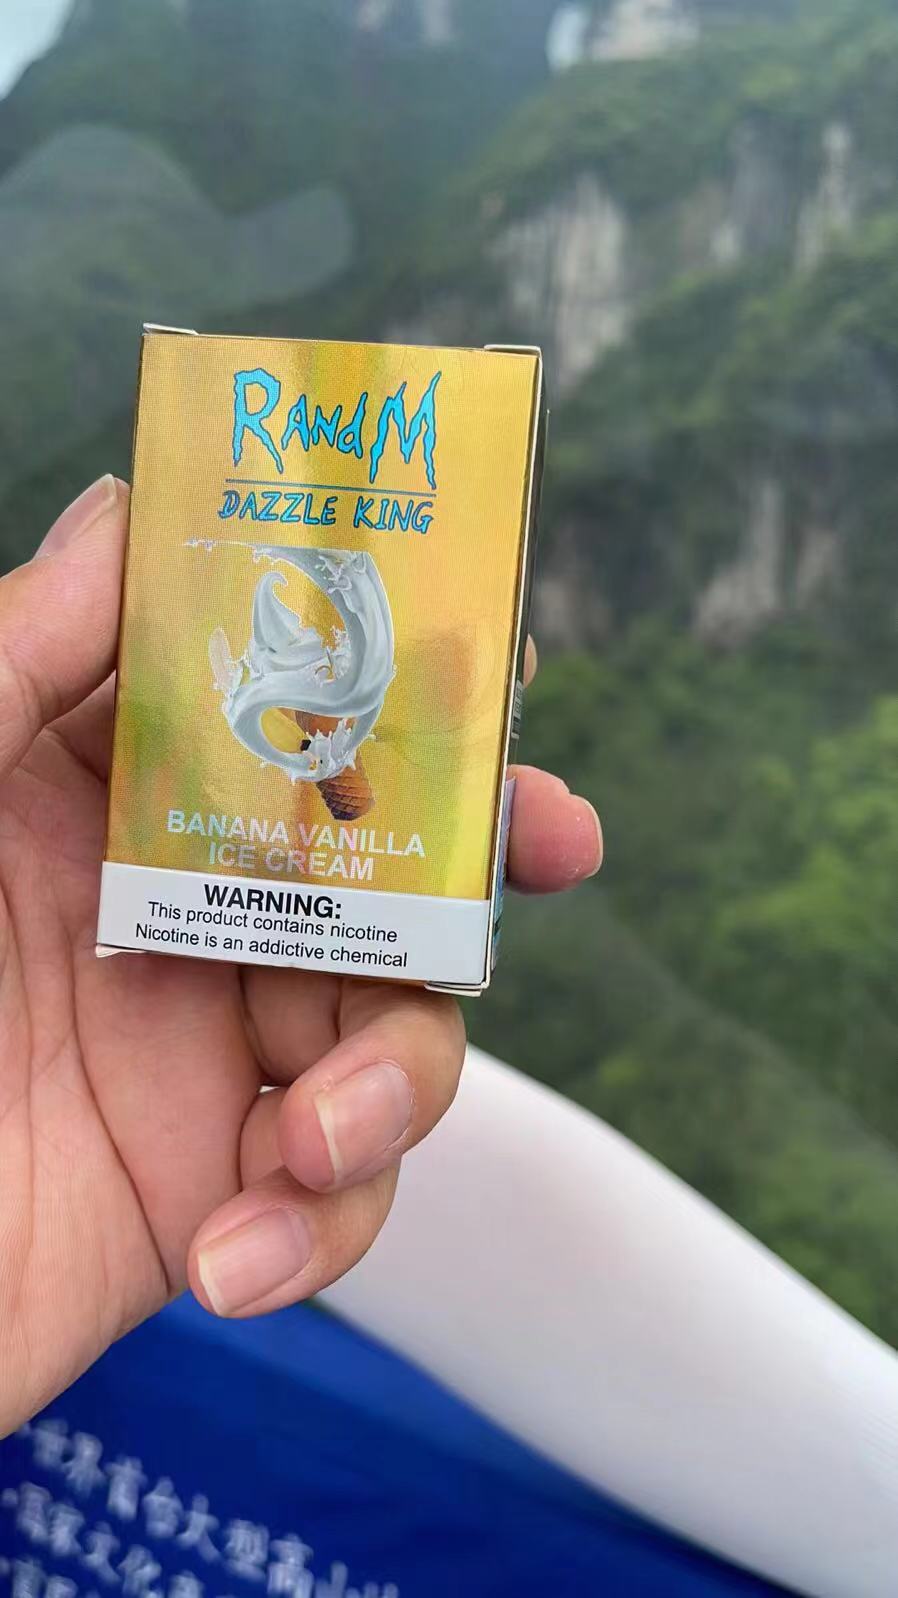 RAndM
DAZZLE KING
BANANA VANILLA
ICE CREAM
WARNING:
This product contains nicotine
Nicotine is an addictive chemical
世界首台大型高山
国家文化